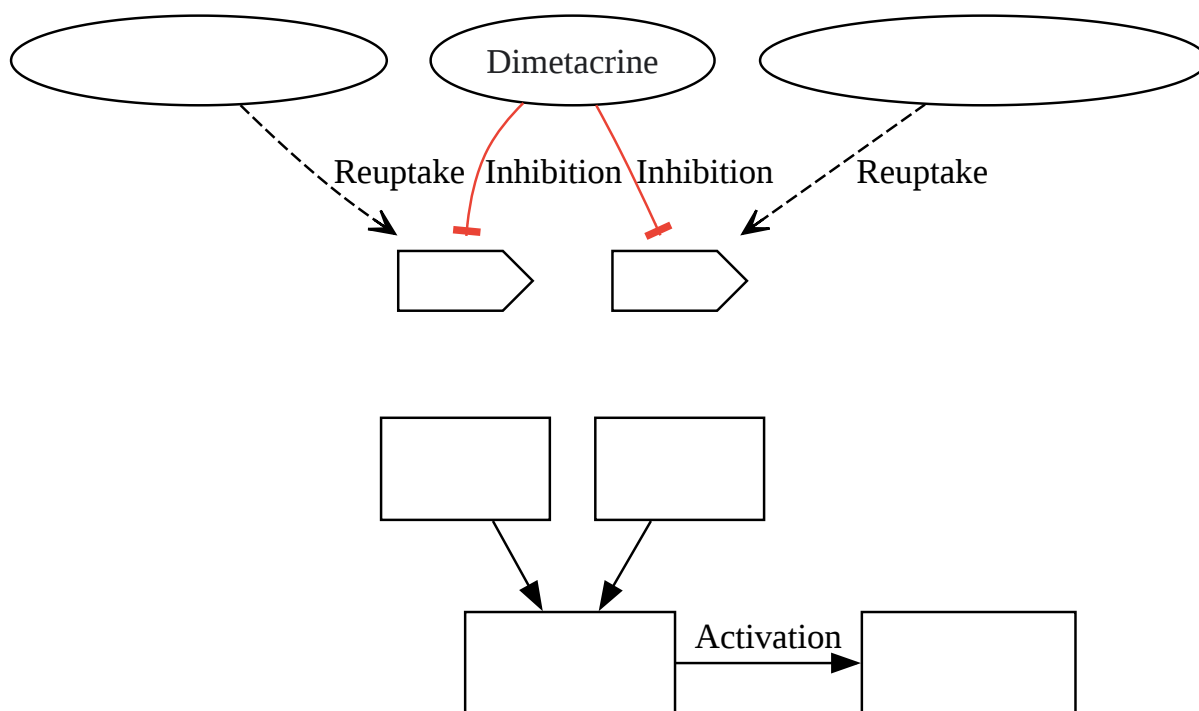 Dimetacrine
Reuptake
Inhibition
Inhibition
Reuptake
Activation